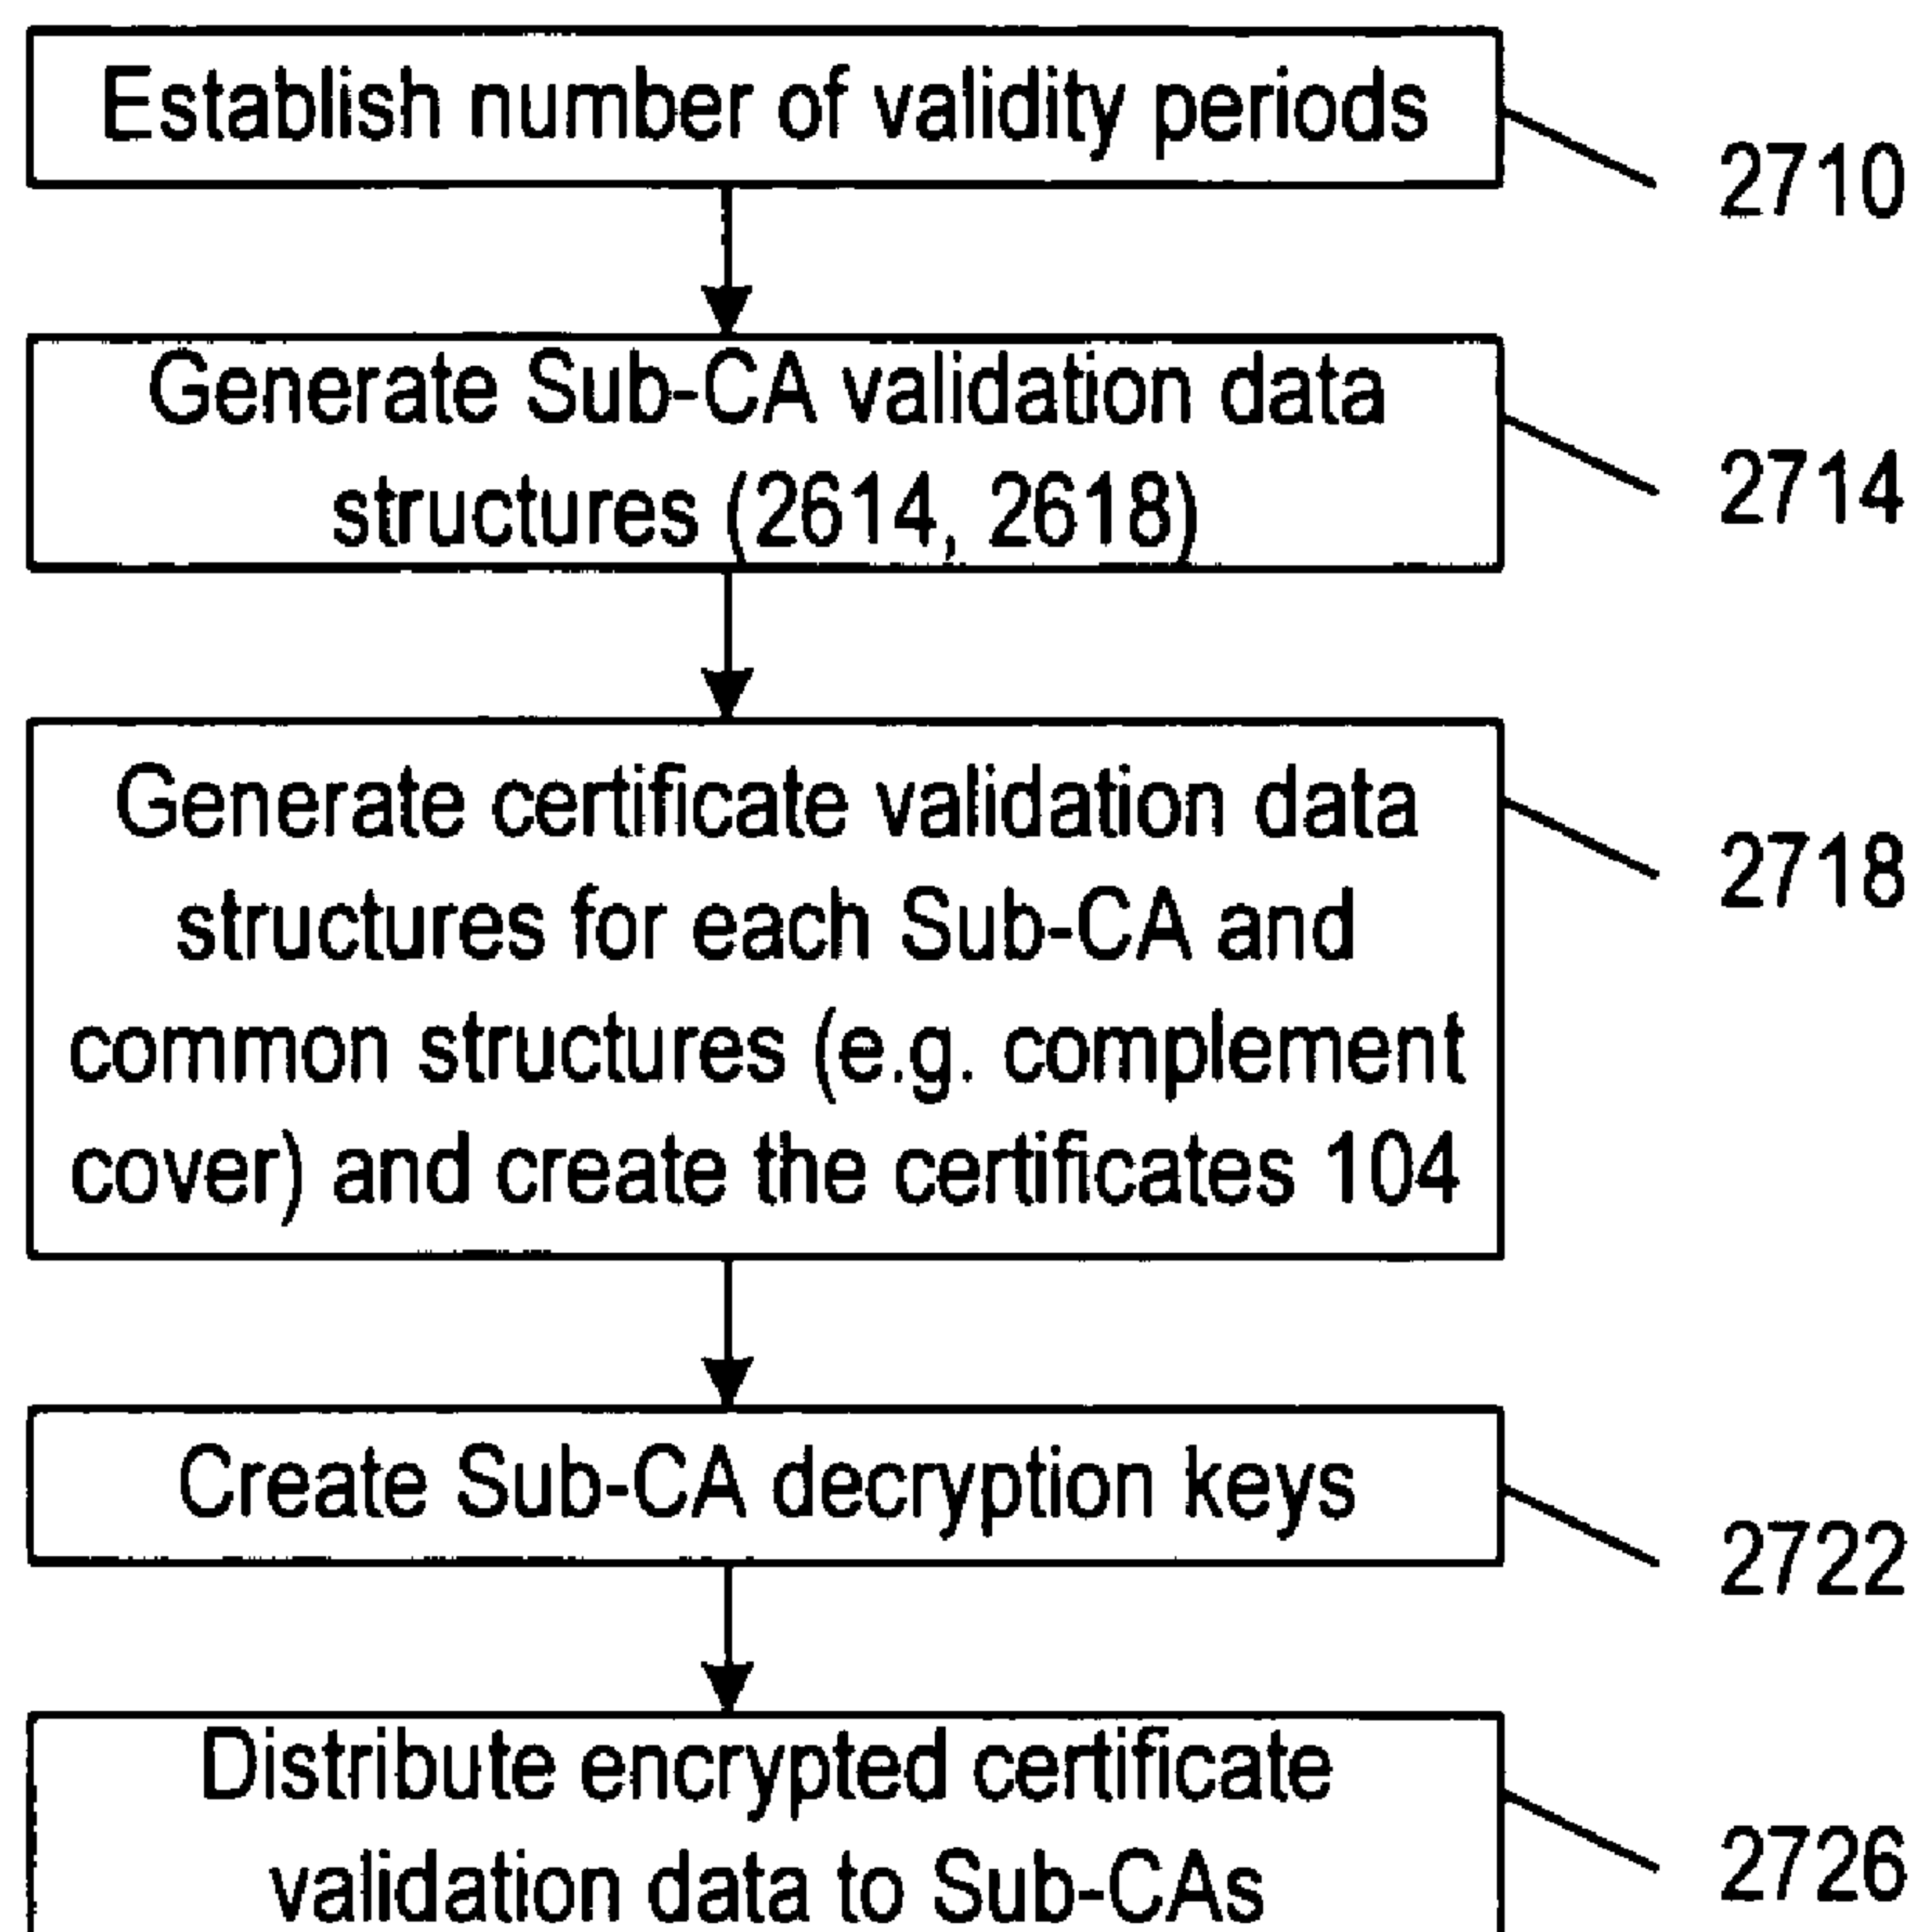 Establish number of validity periods
2710
Generate Sub-CA validation data
structures (2614, 2618)
2714
Generate certificate validation data
structures for each Sub-CA and
common structures (e.g. complement
cover) and create the certificates 104
2718
Create Sub-CA decryption keys
2722
Distribute encrypted certificate
validation data to Sub-CAs
2726